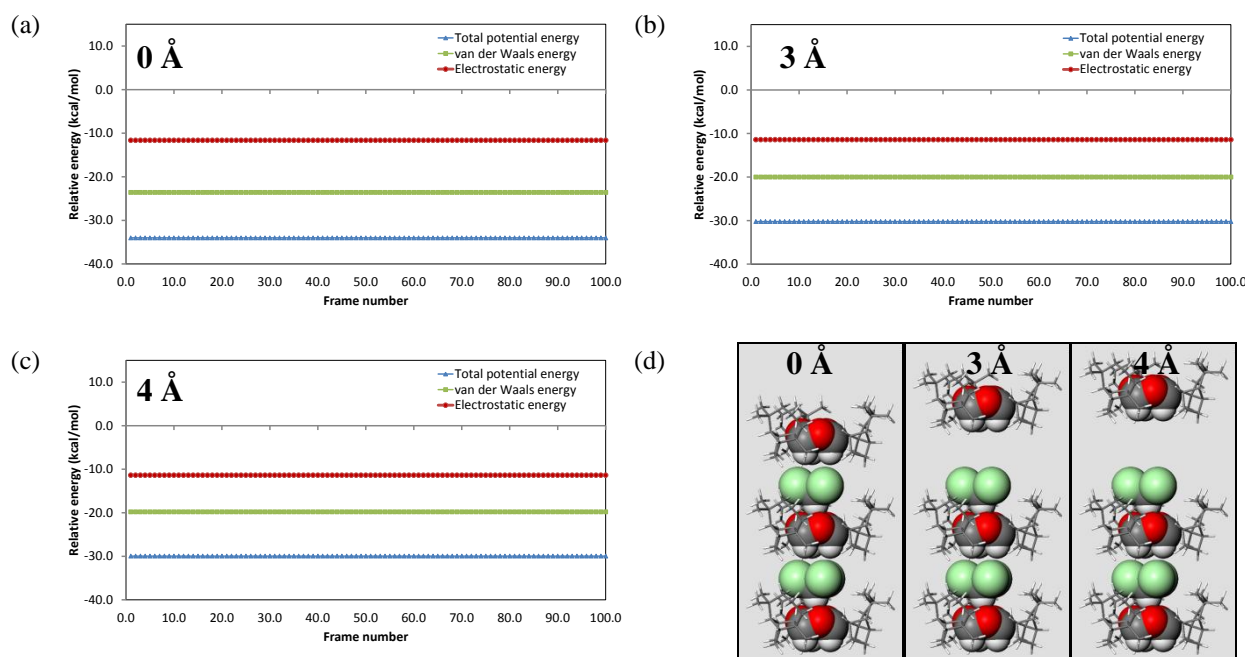 (a)
0 Å
Total potential energy
van der Waals energy
Electrostatic energy
10.0
0.0
-10.0
-20.0
-30.0
-40.0
Relative energy (kcal/mol)
0.0 10.0 20.0 30.0 40.0 50.0 60.0 70.0 80.0 90.0 100.0
Frame number
(b)
3 Å
Total potential energy
van der Waals energy
Electrostatic energy
10.0
0.0
-10.0
-20.0
-30.0
-40.0
Relative energy (kcal/mol)
0.0 10.0 20.0 30.0 40.0 50.0 60.0 70.0 80.0 90.0 100.0
Frame number
(c)
4 Å
Total potential energy
van der Waals energy
Electrostatic energy
10.0
0.0
-10.0
-20.0
-30.0
-40.0
Relative energy (kcal/mol)
0.0 10.0 20.0 30.0 40.0 50.0 60.0 70.0 80.0 90.0 100.0
Frame number
(d)
0 Å 3 Å 4 Å